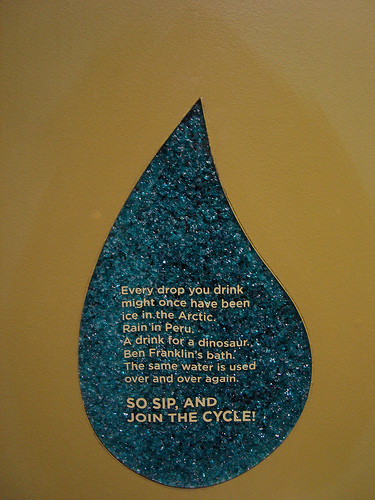 Every drop you drink
might once have been
ice in the Arctic.
Rain in Peru.
A drink for a dinosaur.
Ben Franklin's bath.
The same water is used
over and over again.
SO SIP, AND
JOIN THE CYCLE!